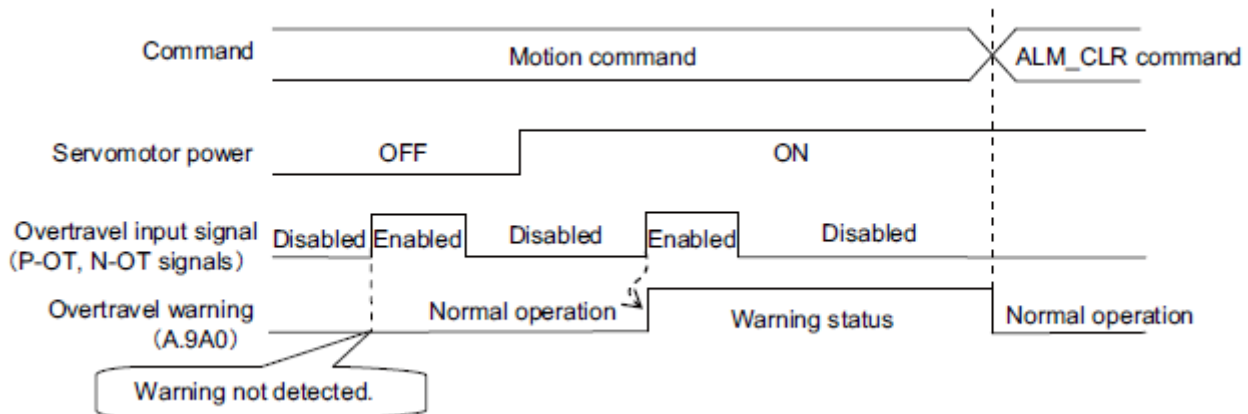 Command
Motion command
ALM_CLR command
Servomotor power
OFF
ON
Overtravel input signal
(P-OT, N-OT signals)
Disabled
Enabled
Disabled
Enabled
Disabled
Overtravel warning
(A.9A0)
Normal operation
Warning status
Normal operation
Warning not detected.